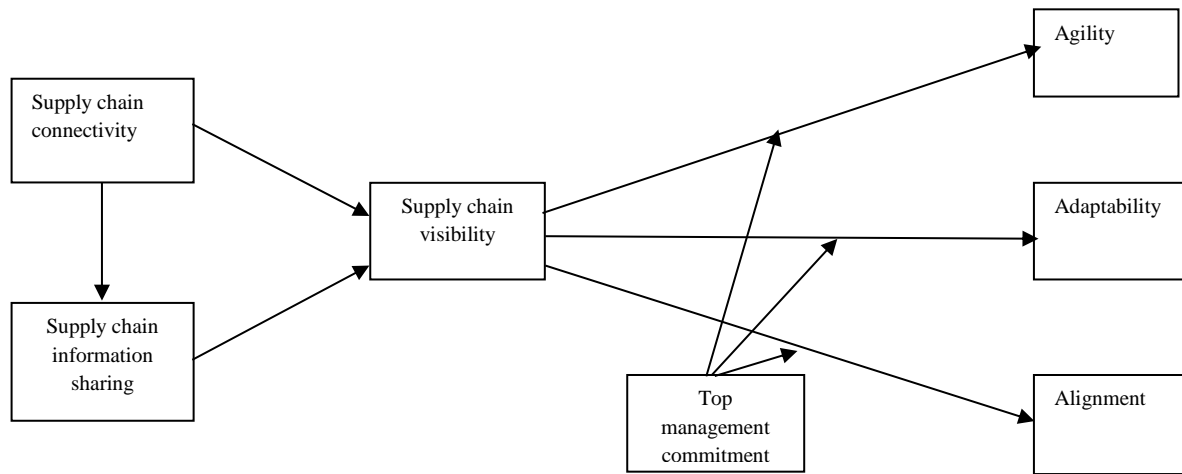 Agility
Supply chain
connectivity
Supply chain
visibility
Adaptability
Supply chain
information
sharing
Top
management
commitment
Alignment